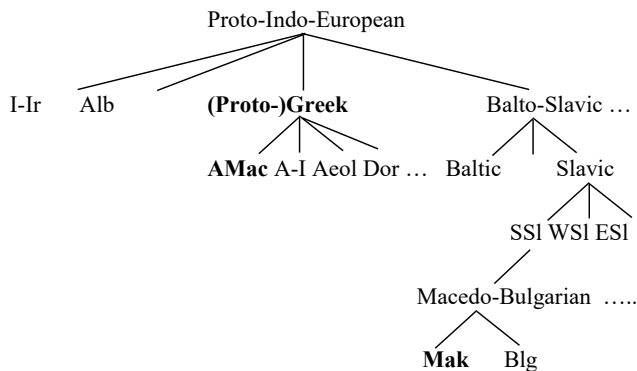 Proto-Indo-European
I-Ir Alb (Proto-)Greek Balto-Slavic …
AMac A-I Aeol Dor … Baltic Slavic
SSl WSl ESl
Macedo-Bulgarian …..
Mak Blg